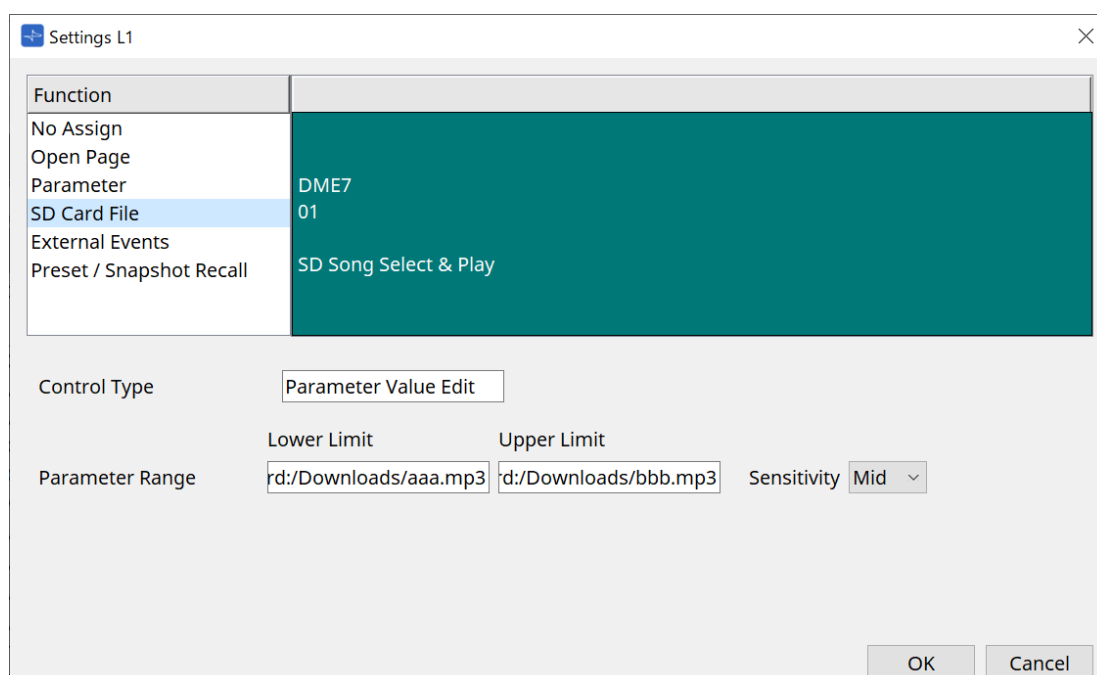 Settings L1
Function
No Assign
Open Page
Parameter
SD Card File
External Events
Preset / Snapshot Recall
DME7
01
SD Song Select & Play
Control Type
Parameter Value Edit
Lower Limit
Upper Limit
Parameter Range
rd:/Downloads/aaa.mp3
rd:/Downloads/bbb.mp3
Sensitivity
Mid
OK
Cancel